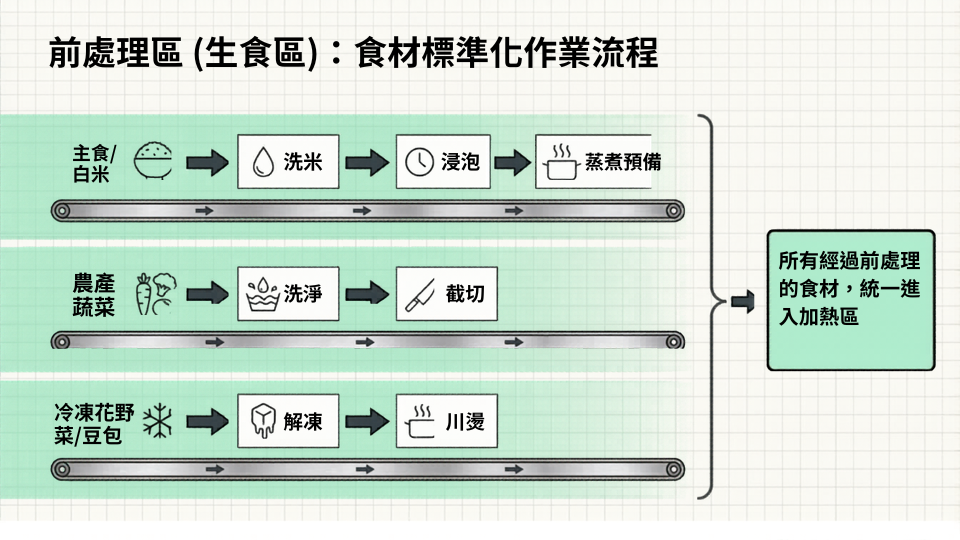 前處理區 (生食區)：食材標準化作業流程
主食/
白米
洗米
浸泡
蒸煮預備
農產
蔬菜
洗淨
截切
冷凍花野
菜/豆包
解凍
川燙
所有經過前處理
的食材，統一進
入加熱區